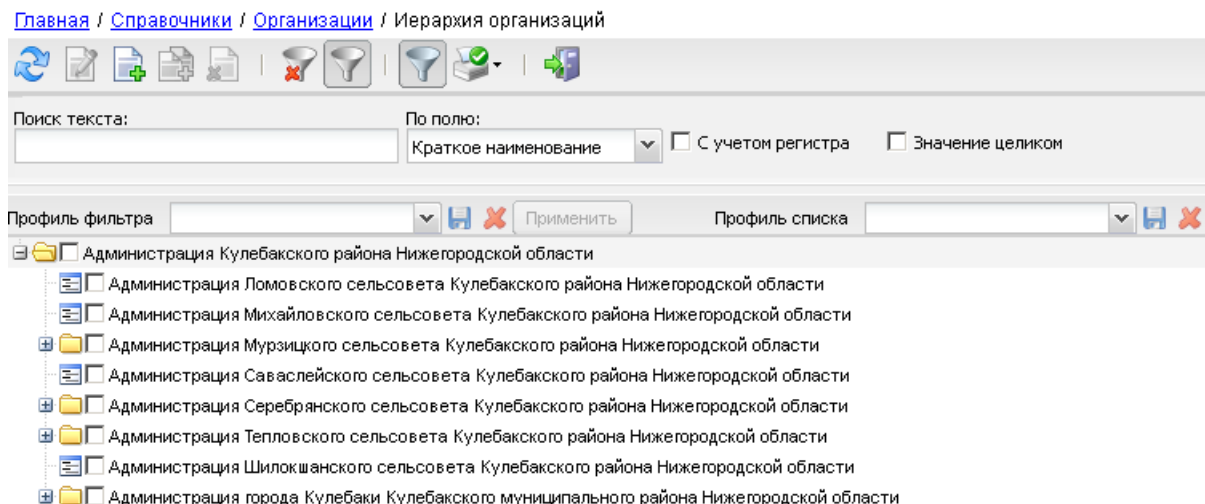 Главная / Справочники / Организации / Иерархия организаций
Поиск текста: По полю:
Краткое наименование С учетом регистра Значение целиком
Профиль фильтра Применить Профиль списка
Администрация Кулебакского района Нижегородской области
Администрация Ломовского сельсовета Кулебакского района Нижегородской области
Администрация Михайловского сельсовета Кулебакского района Нижегородской области
Администрация Мурзицкого сельсовета Кулебакского района Нижегородской области
Администрация Саваслейского сельсовета Кулебакского района Нижегородской области
Администрация Серебрянского сельсовета Кулебакского района Нижегородской области
Администрация Тепловского сельсовета Кулебакского района Нижегородской области
Администрация Шилокшанского сельсовета Кулебакского района Нижегородской области
Администрация города Кулебаки Кулебакского муниципального района Нижегородской области